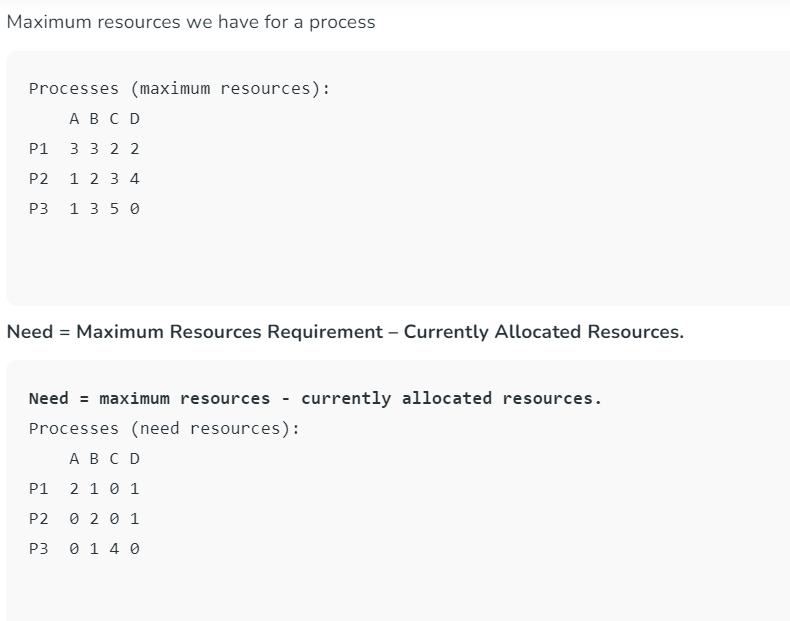 Maximum resources we have for a process
Processes (maximum resources):
A B C D
P1 3 3 2 2
P2 1 2 3 4
P3 1 3 5 0
Need = Maximum Resources Requirement – Currently Allocated Resources.
Need = maximum resources - currently allocated resources.
Processes (need resources):
A B C D
P1 2 1 0 1
P2 0 2 0 1
P3 0 1 4 0